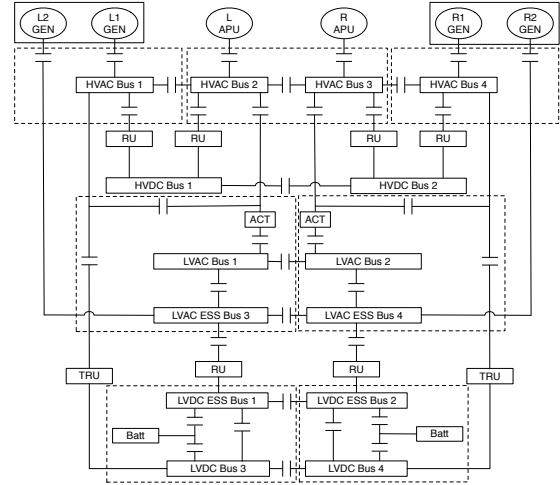 L2
GEN
L1
GEN
L
APU
R
APU
R1
GEN
R2
GEN
HVAC Bus 1
HVAC Bus 2
HVAC Bus 3
HVAC Bus 4
RU
RU
RU
RU
HVDC Bus 1
HVDC Bus 2
ACT
ACT
LVAC Bus 1
LVAC Bus 2
LVAC ESS Bus 3
LVAC ESS Bus 4
TRU
RU
RU
TRU
LVDC ESS Bus 1
LVDC ESS Bus 2
Batt
Batt
LVDC Bus 3
LVDC Bus 4